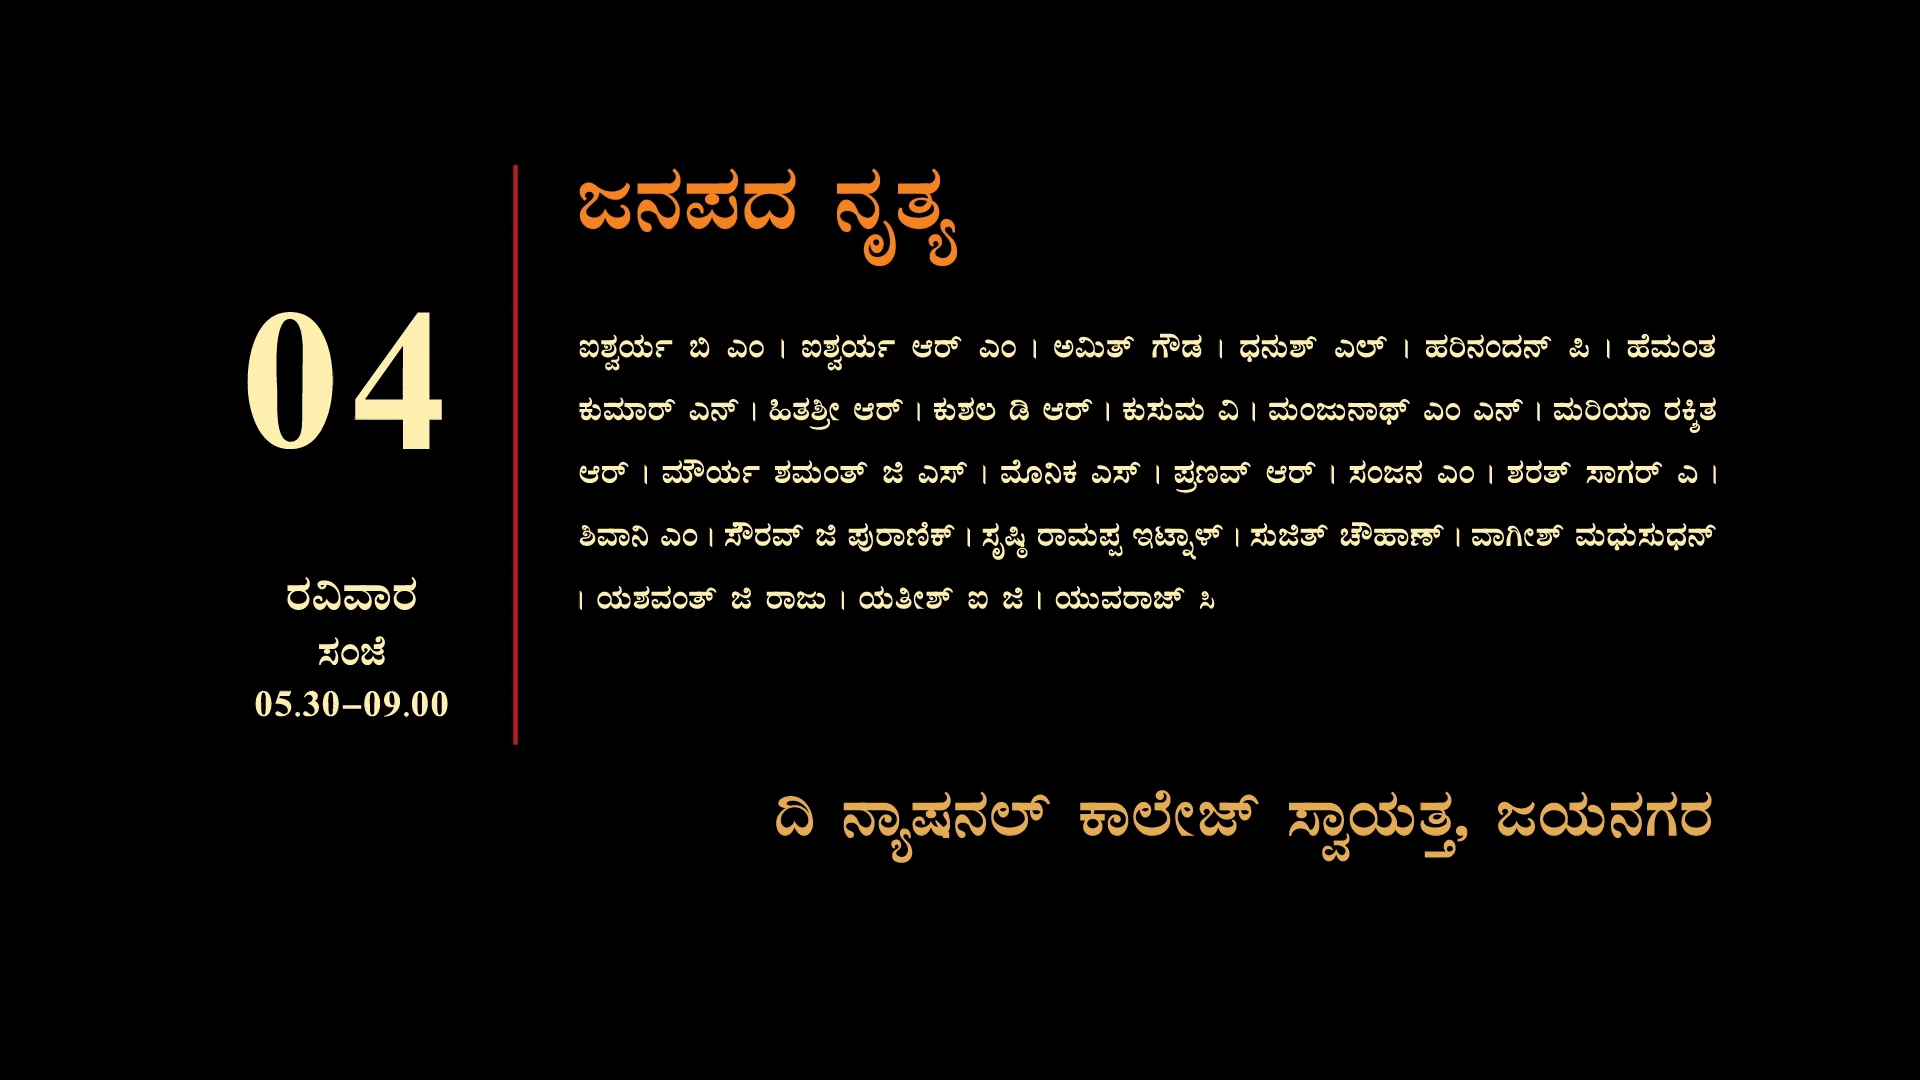 04
ರವಿವಾರ
ಸಂಜೆ
05.30–09.00
ಜನಪದ ನೃತ್ಯ
ಐಶ್ವರ್ಯ ಬಿ ಎಂ । ಐಶ್ವರ್ಯ ಆರ್ ಎಂ । ಅಮಿತ್ ಗೌಡ । ಧನುಶ್ ಎಲ್ । ಹರಿನಂದನ್ ಪಿ । ಹೆಮಂತ
ಕುಮಾರ್ ಎನ್ । ಹಿತಶ್ರೀ ಆರ್ । ಕುಶಲ ಡಿ ಆರ್ । ಕುಸುಮ ವಿ । ಮಂಜುನಾಥ್ ಎಂ ಎನ್ । ಮರಿಯಾ ರಕ್ಶಿತ
ಆರ್ । ಮೌರ್ಯ ಶಮಂತ್ ಜಿ ಎಸ್ । ಮೊನಿಕ ಎಸ್ । ಪ್ರಣವ್ ಆರ್ । ಸಂಜನ ಎಂ । ಶರತ್ ಸಾಗರ್ ಎ ।
ಶಿವಾನಿ ಎಂ । ಸೌರವ್ ಜಿ ಪುರಾಣಿಕ್ । ಸೃಷ್ಠಿ ರಾಮಪ್ಪ ಇಟ್ನಾಳ್ । ಸುಜಿತ್ ಚೌಹಾಣ್ । ವಾಗೀಶ್ ಮಧುಸುಧನ್
। ಯಶವಂತ್ ಜಿ ರಾಜು । ಯತೀಶ್ ಐ ಜಿ । ಯುವರಾಜ್ ಸಿ
ದಿ ನ್ಯಾಷನಲ್ ಕಾಲೇಜ್ ಸ್ವಾಯತ್ತ, ಜಯನಗರ